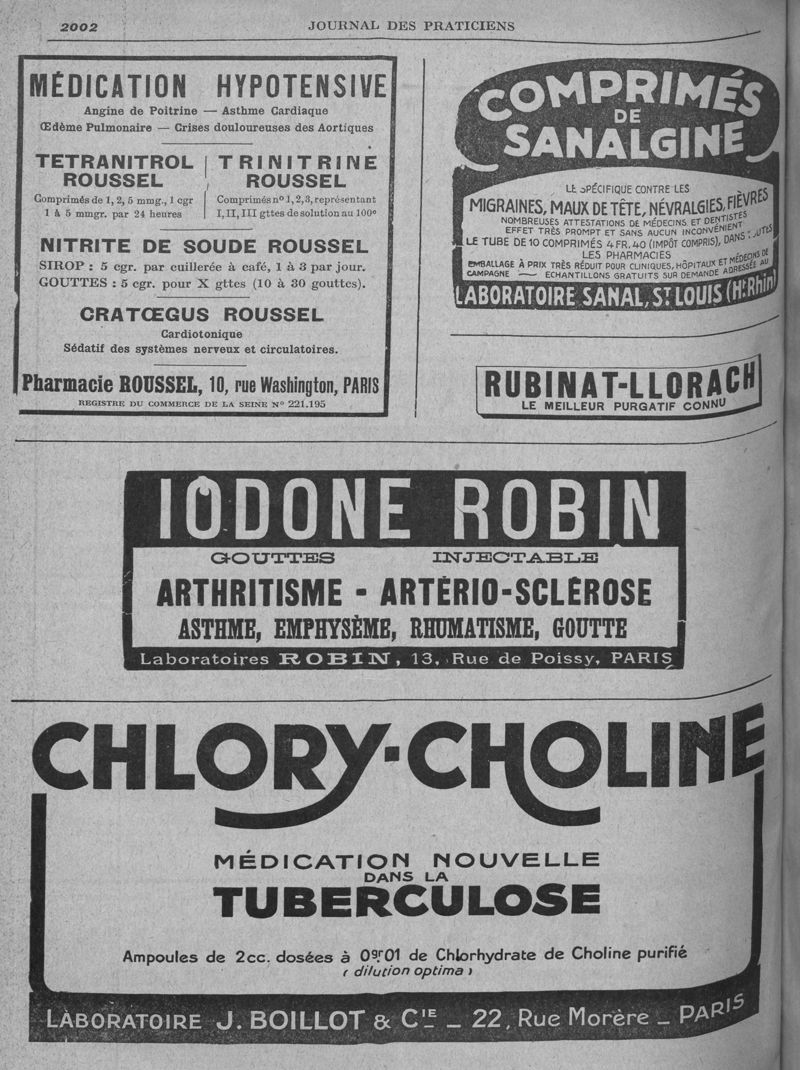 2002
JOURNAL DES PRATICIENS
MÉDICATION HYPOTENSIVE
Angine de Poitrine — Asthme Cardiaque
Œdème Pulmonaire — Crises douloureuses des Aortiques
TETRANITROL
ROUSSEL
Comprimés de 1, 2, 5 mmg., 1 cgr
1 à 5 mmgr. par 24 heures
TRINITRINE
ROUSSEL
Comprimés nº 1, 2, 3, représentant
I, II, III gttes de solution au 100e
NITRITE DE SOUDE ROUSSEL
SIROP : 5 cgr. par cuillerée à café, 1 à 3 par jour.
GOUTTES : 5 cgr. pour X gttes (10 à 30 gouttes).
CRATŒGUS ROUSSEL
Cardiotonique
Sédatif des systèmes nerveux et circulatoires.
Pharmacie ROUSSEL, 10, rue Washington, PARIS
REGISTRE DU COMMERCE DE LA SEINE Nº 221.195
COMPRIMÉS
DE
SANALGINE
LE SPÉCIFIQUE CONTRE LES
MIGRAINES, MAUX DE TÊTE, NÉVRALGIES, FIÈVRES
NOMBREUSES ATTESTATIONS DE MÉDECINS ET DENTISTES
EFFET TRÈS PROMPT ET SANS AUCUN INCONVÉNIENT
LE TUBE DE 10 COMPRIMÉS 4 FR, 40 (IMPÔT COMPRIS), DANS TOUTES
LES PHARMACIES
EMBALLAGE À PRIX TRÈS RÉDUIT POUR CLINIQUES, HÔPITAUX ET MÉDECINS DE
CAMPAGNE — ECHANTILLONS GRATUITS SUR DEMANDE ADRESSÉE AU
LABORATOIRE SANAL, ST LOUIS (Ht Rhin)
RUBINAT-LLORACH
LE MEILLEUR PURGATIF CONNU
IODONE ROBIN
GOUTTES INJECTABLE
ARTHRITISME - ARTÉRIO-SCLÉROSE
ASTHME, EMPHYSÈME, RHUMATISME, GOUTTE
Laboratoires ROBIN, 13, Rue de Poissy, PARIS
CHLORY-CHOLINE
MÉDICATION NOUVELLE
DANS LA
TUBERCULOSE
Ampoules de 2cc. dosées à 0gr01 de Chlorhydrate de Choline purifié
( dilution optima )
LABORATOIRE J. BOILLOT & CIE — 22, Rue Morère — PARIS